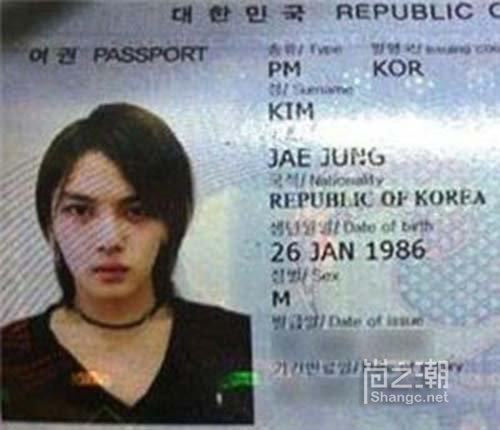 대 한 민 국 REPUBLIC
여 권 PASSPORT
종류/ Type 발행국/ Issuing
PM KOR
성/ Surname
KIM
JAE JUNG
국적/ Nationality
REPUBLIC OF KOREA
생년월일/ Date of birth
26 JAN 1986
성별/ Sex
M
발급일/ Date of issue
기간만료일/
尚之潮
Shangc.net